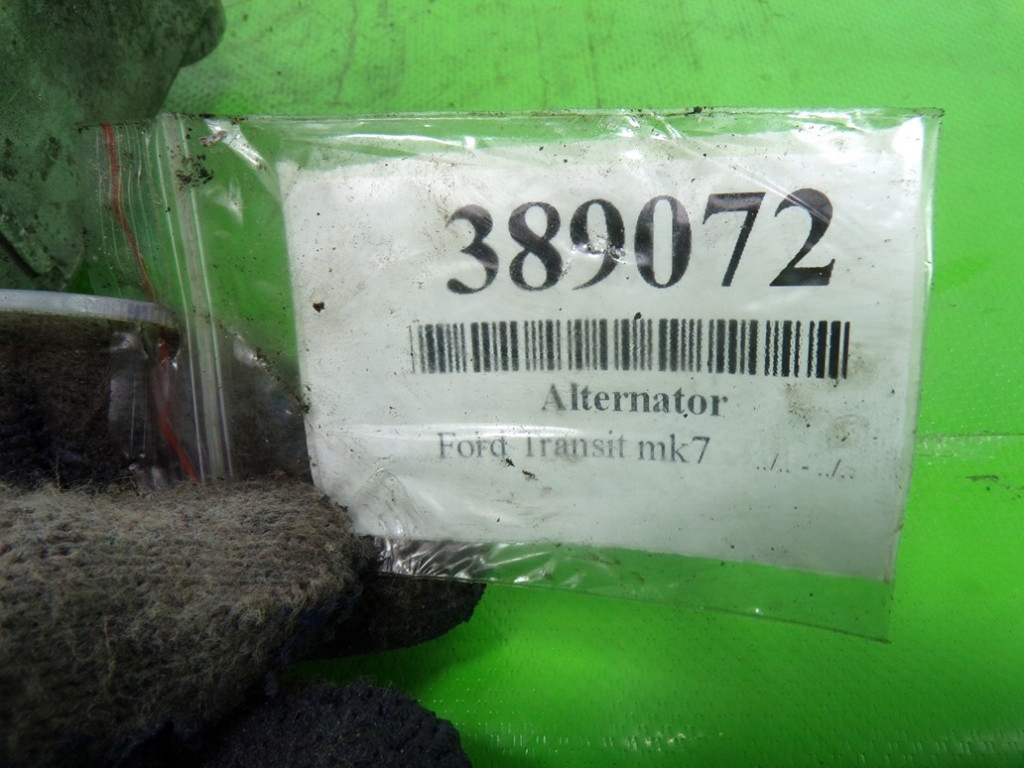 389072
Alternator
Ford Transit mk7 ../.. - ../..